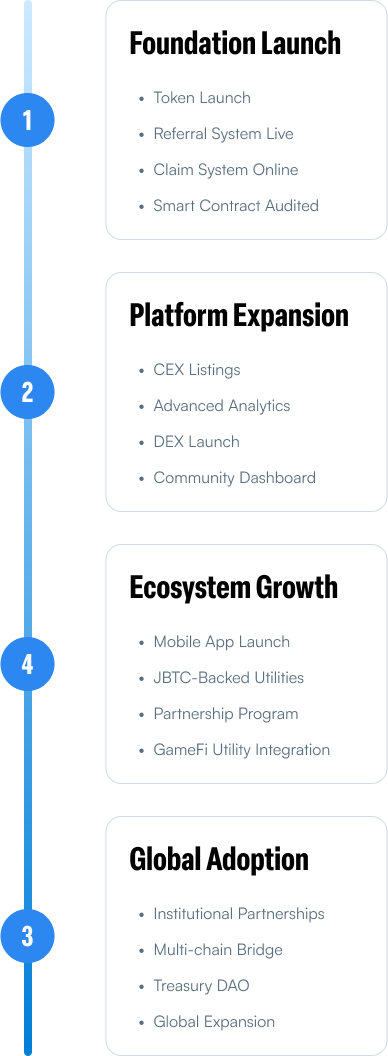 Foundation Launch
• Token Launch
1
• Referral System Live
• Claim System Online
• Smart Contract Audited
Platform Expansion
• CEX Listings
2
• Advanced Analytics
• DEX Launch
• Community Dashboard
Ecosystem Growth
• Mobile App Launch
4
• JBTC-Backed Utilities
• Partnership Program
• GameFi Utility Integration
Global Adoption
• Institutional Partnerships
3
• Multi-chain Bridge
• Treasury DAO
• Global Expansion